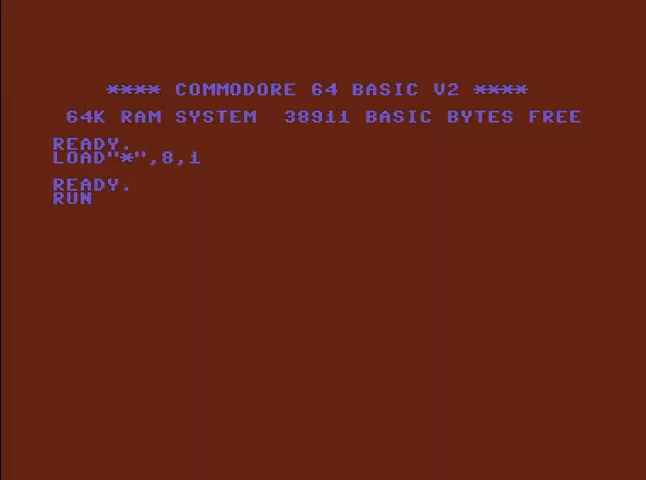 **** COMMODORE 64 BASIC V2 ****
64K RAM SYSTEM  38911 BASIC BYTES FREE
READY.
LOAD"*",8,1
READY.
RUN